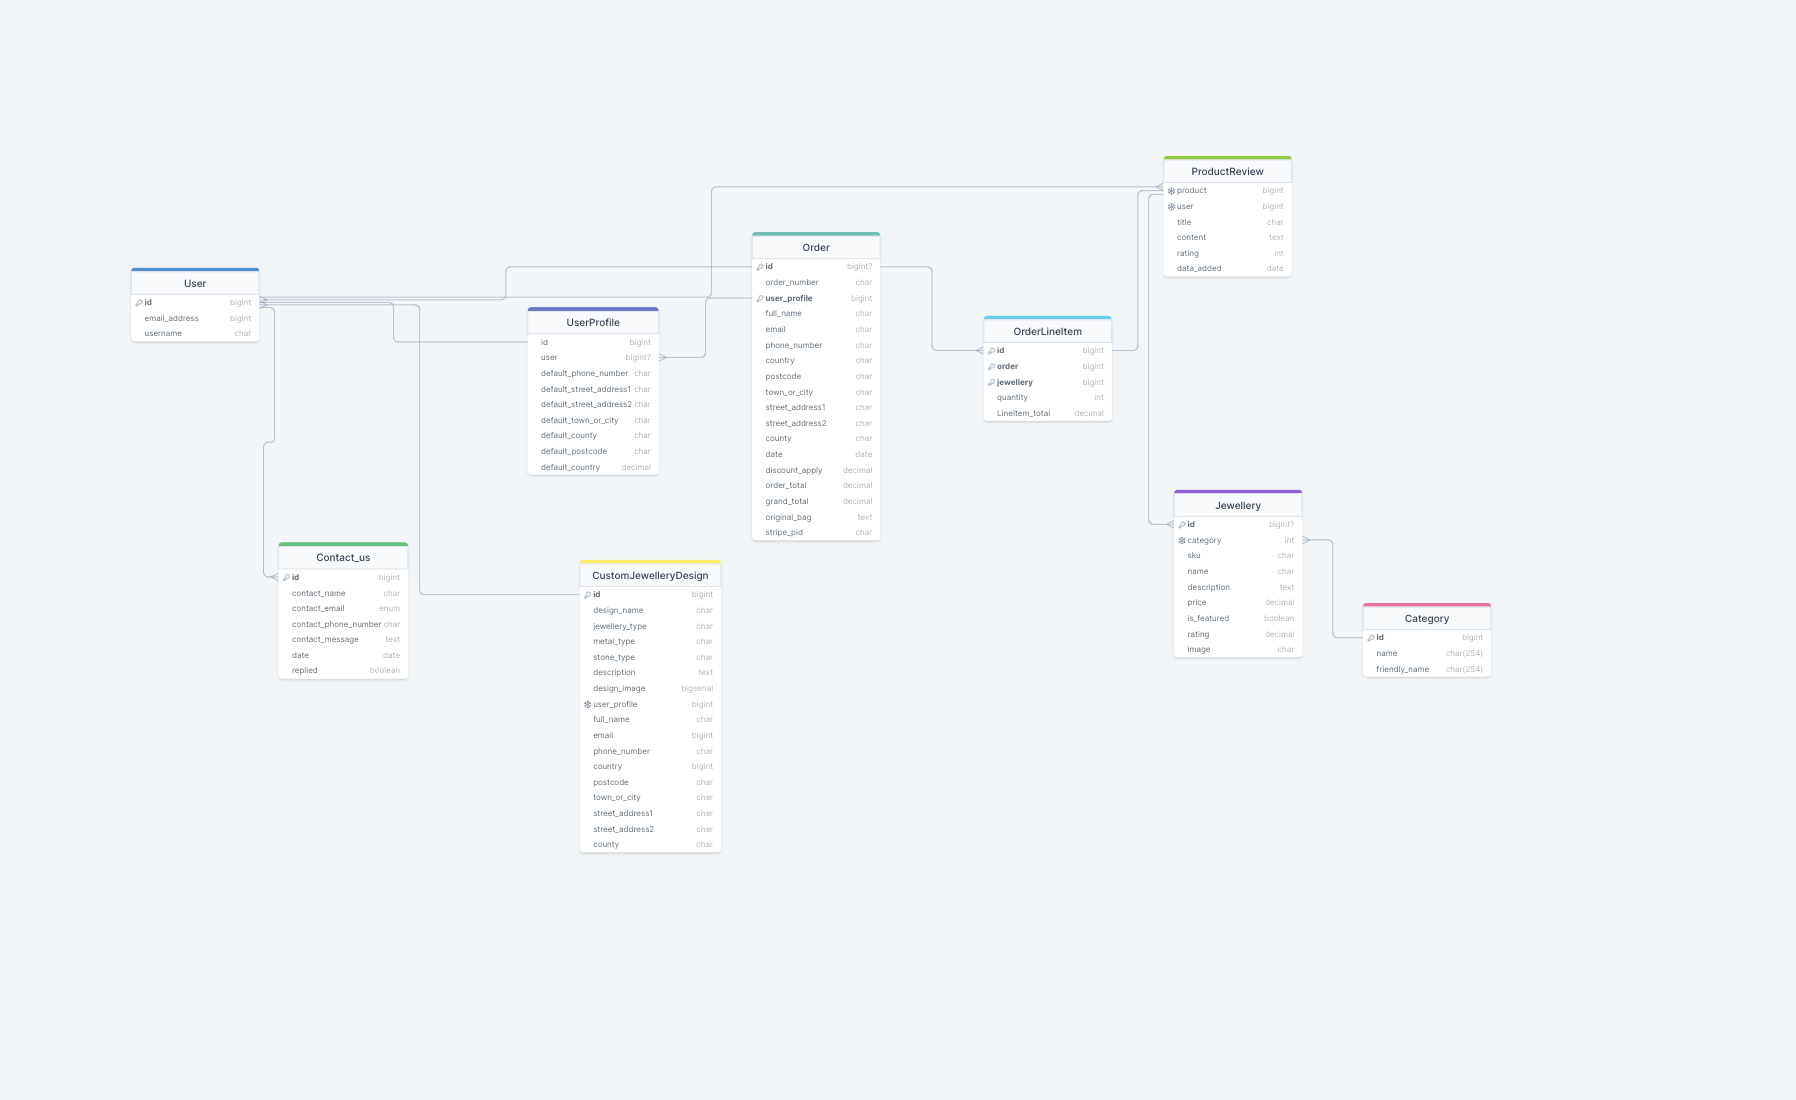 ProductReview
product bigint
user bigint
title char
content text
rating int
data_added date
Order
id bigint?
order_number char
user_profile bigint
full_name char
email char
phone_number char
country char
postcode char
town_or_city char
street_address1 char
street_address2 char
county char
date date
discount_apply decimal
order_total decimal
grand_total decimal
original_bag text
stripe_pid char
User
id bigint
email_address bigint
username char
UserProfile
id bigint
user bigint?
default_phone_number char
default_street_address1 char
default_street_address2 char
default_town_or_city char
default_county char
default_postcode char
default_country decimal
OrderLineItem
id bigint
order bigint
jewellery bigint
quantity int
LineItem_total decimal
Jewellery
id bigint?
category int
sku char
name char
description text
price decimal
is_featured boolean
rating decimal
image char
Contact_us
id bigint
contact_name char
contact_email enum
contact_phone_number char
contact_message text
date date
replied boolean
CustomJewelleryDesign
id bigint
design_name char
jewellery_type char
metal_type char
stone_type char
description text
design_image bigserial
user_profile bigint
full_name char
email bigint
phone_number char
country bigint
postcode char
town_or_city char
street_address1 char
street_address2 char
county char
Category
id bigint
name char(254)
friendly_name char(254)